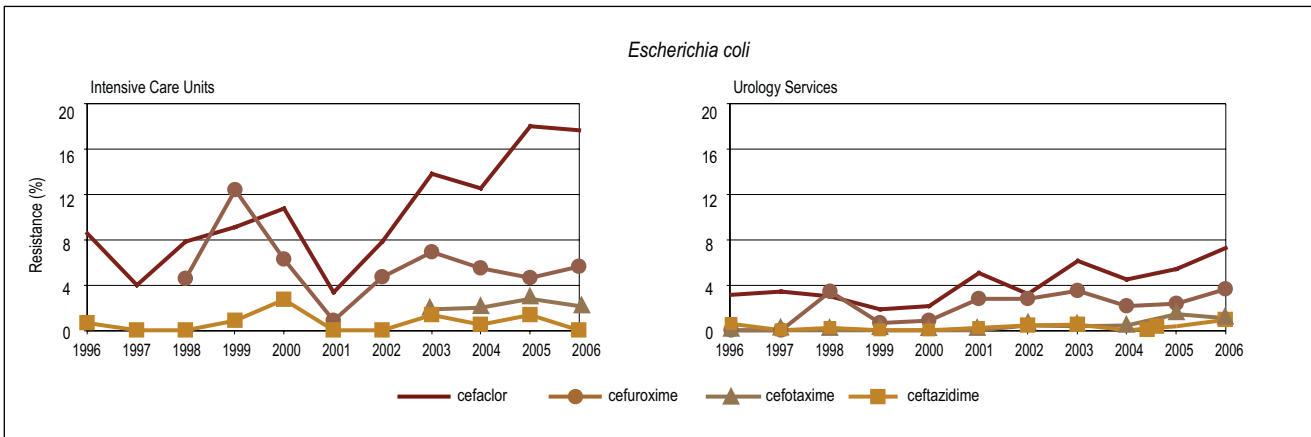 Escherichia coli
Intensive Care Units
20
16
12
8
4
0
Resistance (%)
1996 1997 1998 1999 2000 2001 2002 2003 2004 2005 2006
Urology Services
20
16
12
8
4
0
1996 1997 1998 1999 2000 2001 2002 2003 2004 2005 2006
cefaclor cefuroxime cefotaxime ceftazidime